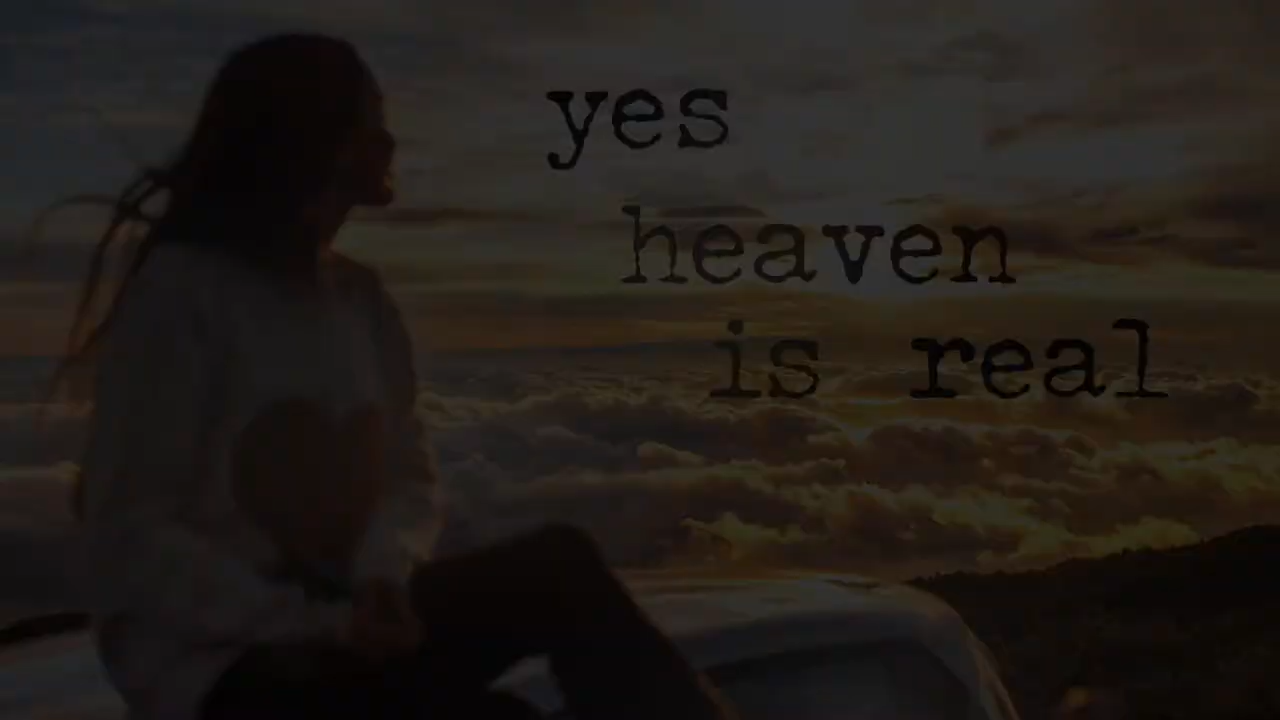 yes
heaven
is real